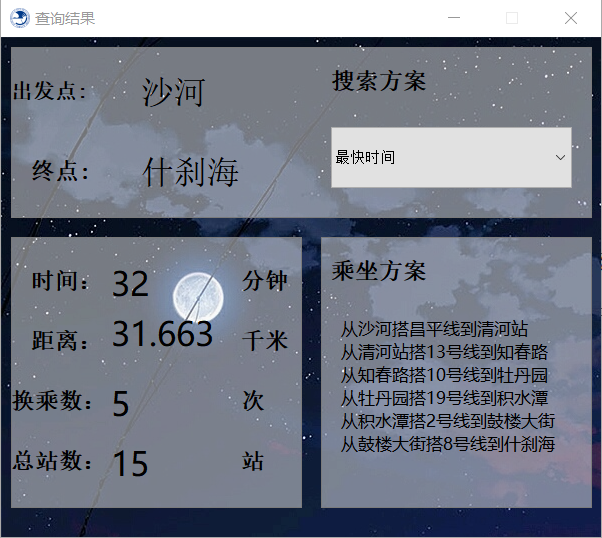 查询结果
出发点： 沙河
终点： 什刹海
搜索方案
最快时间
时间： 32 分钟
距离： 31.663 千米
换乘数： 5 次
总站数： 15 站
乘坐方案
从沙河搭昌平线到清河站
从清河站搭13号线到知春路
从知春路搭10号线到牡丹园
从牡丹园搭19号线到积水潭
从积水潭搭2号线到鼓楼大街
从鼓楼大街搭8号线到什刹海